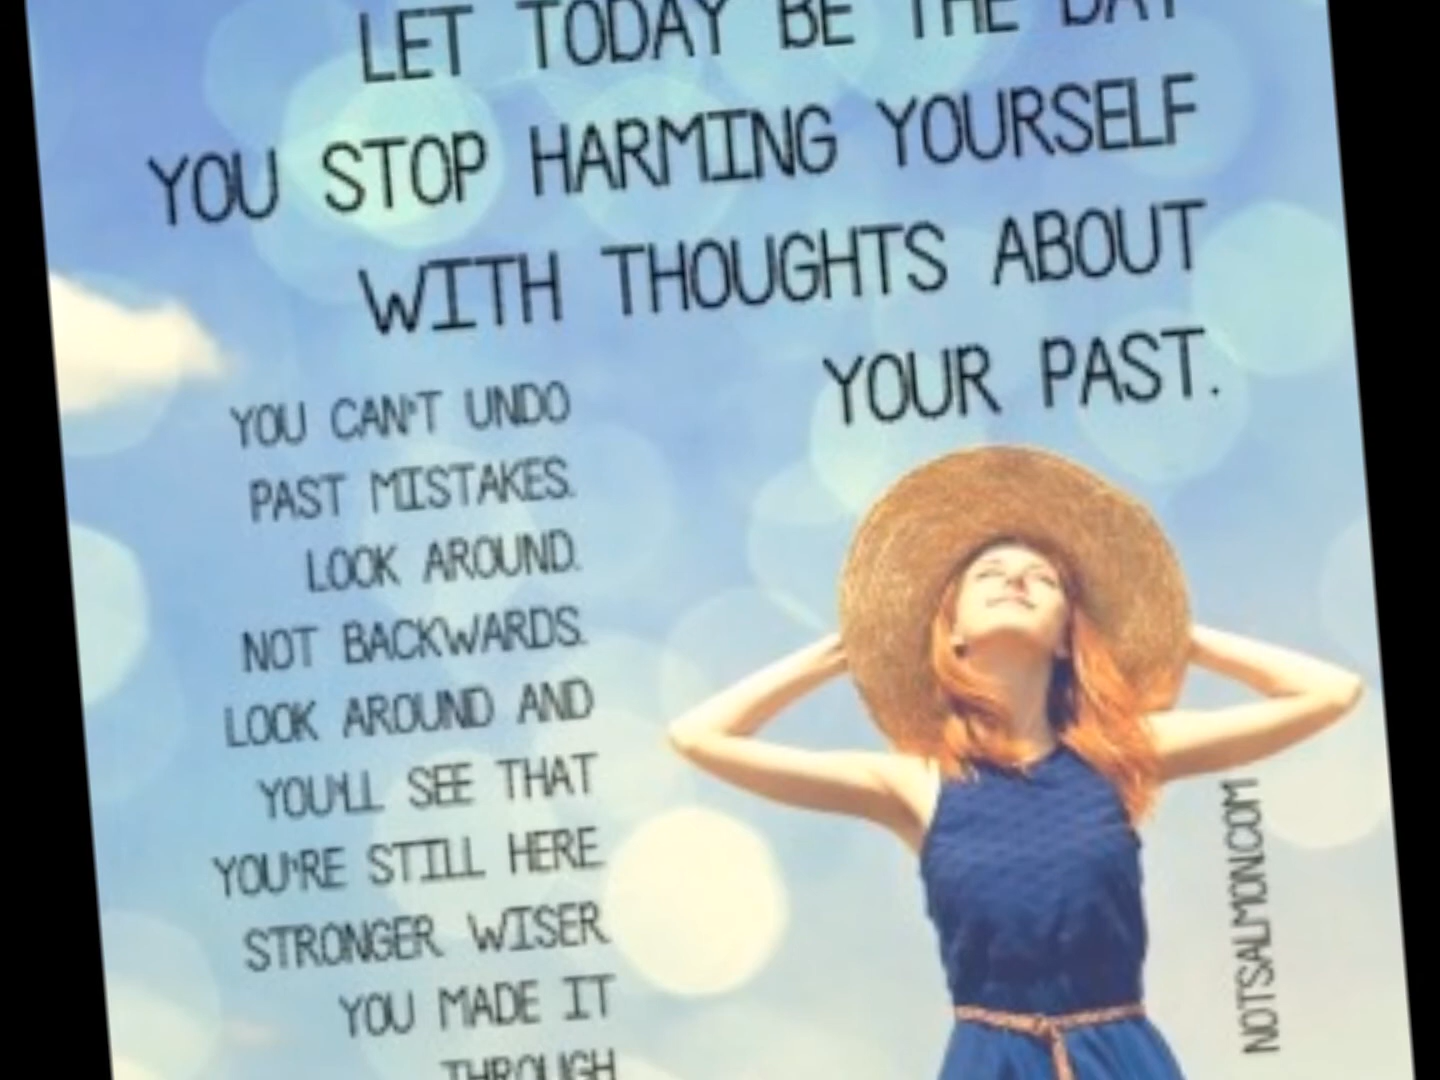 LET TODAY BE THE DAY
YOU STOP HARMING YOURSELF
WITH THOUGHTS ABOUT
YOUR PAST.
YOU CAN'T UNDO
PAST MISTAKES.
LOOK AROUND.
NOT BACKWARDS.
LOOK AROUND AND
YOU'LL SEE THAT
YOU'RE STILL HERE
STRONGER WISER
YOU MADE IT
THROUGH
NOTSALMON.COM